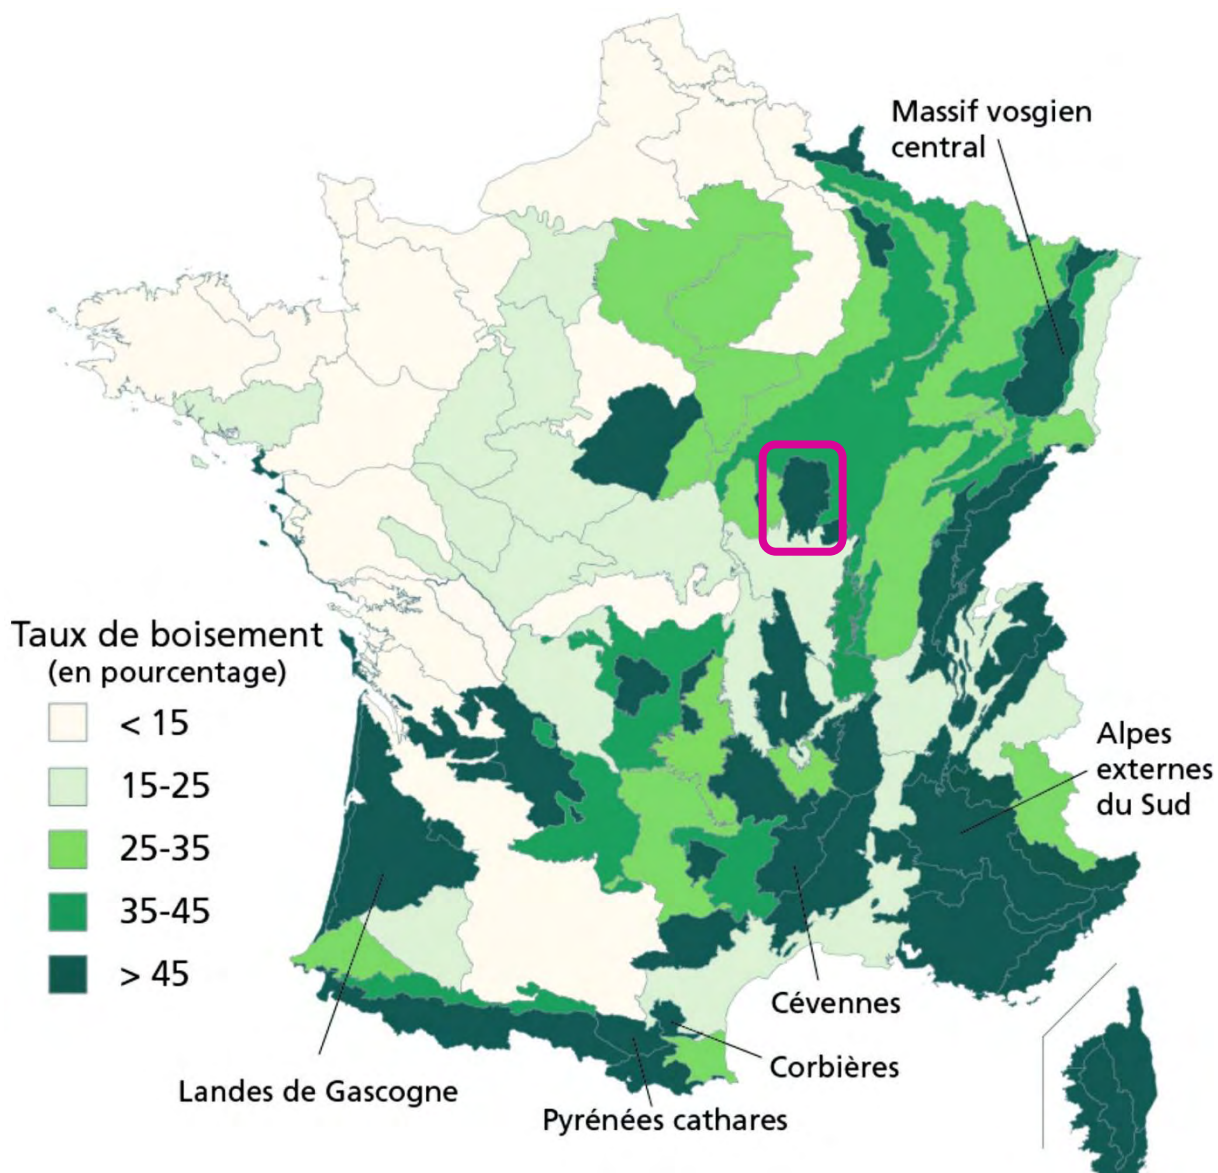 Massif vosgien
central
Taux de boisement
(en pourcentage)
< 15
15-25
25-35
35-45
> 45
Alpes
externes
du Sud
Cévennes
Corbières
Landes de Gascogne
Pyrénées cathares